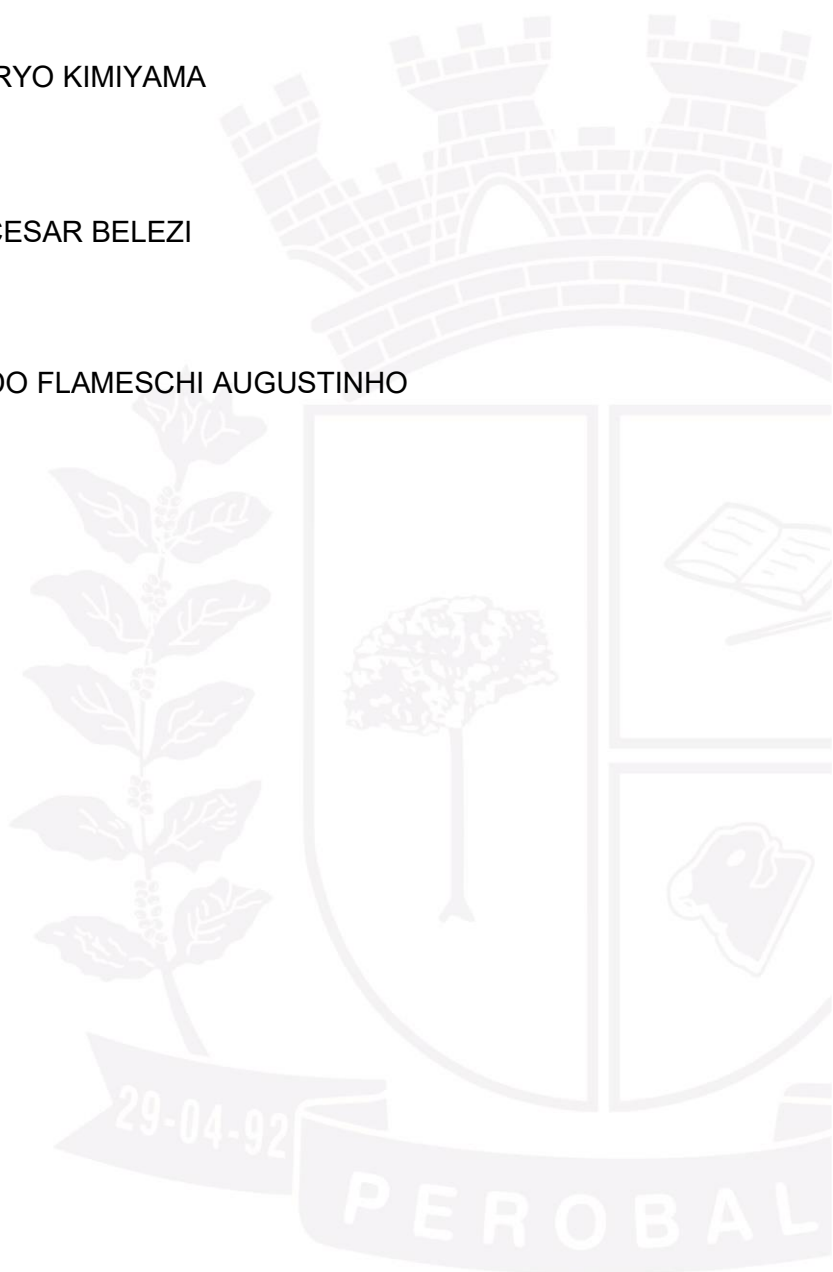 RYO KIMIYAMA
CESAR BELEZI
DO FLAMESCHI AUGUSTINHO
29-04-92
PEROBAL